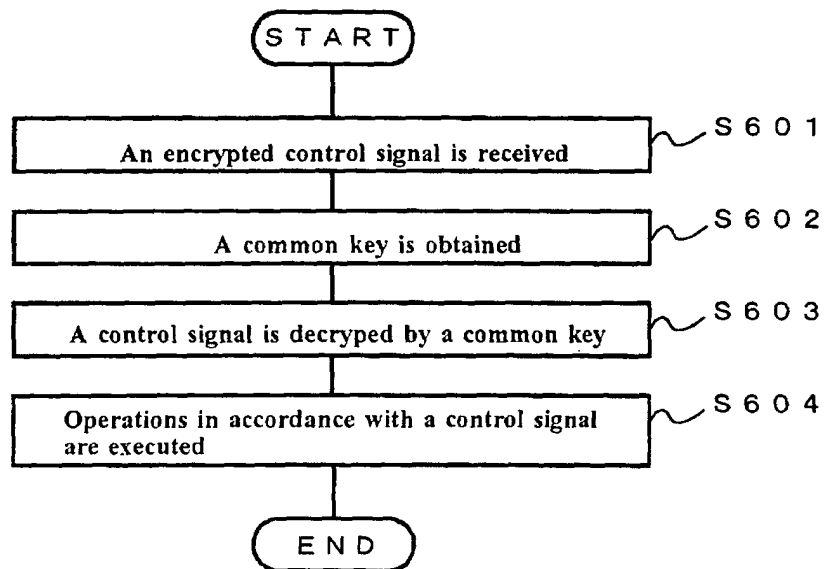 START
An encrypted control signal is received
S601
A common key is obtained
S602
A control signal is decryped by a common key
S603
Operations in accordance with a control signal
are executed
S604
END